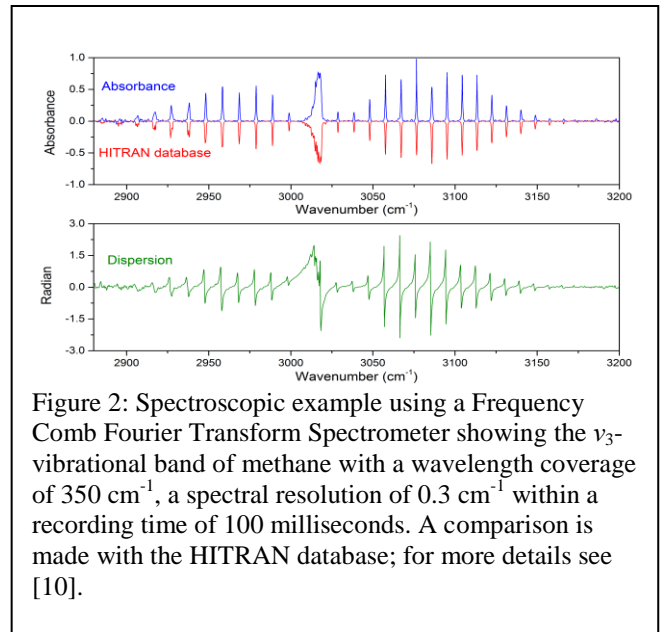 1.0
0.5
0.0
-0.5
-1.0
Absorbance
Absorbance
HITRAN database
2900 2950 3000 3050 3100 3150 3200
Wavenumber (cm-1)
3.0
1.5
0.0
-1.5
-3.0
Radian
Dispersion
2900 2950 3000 3050 3100 3150 3200
Wavenumber (cm-1)
Figure 2: Spectroscopic example using a Frequency
Comb Fourier Transform Spectrometer showing the v3-
vibrational band of methane with a wavelength coverage
of 350 cm-1, a spectral resolution of 0.3 cm-1 within a
recording time of 100 milliseconds. A comparison is
made with the HITRAN database; for more details see
[10].